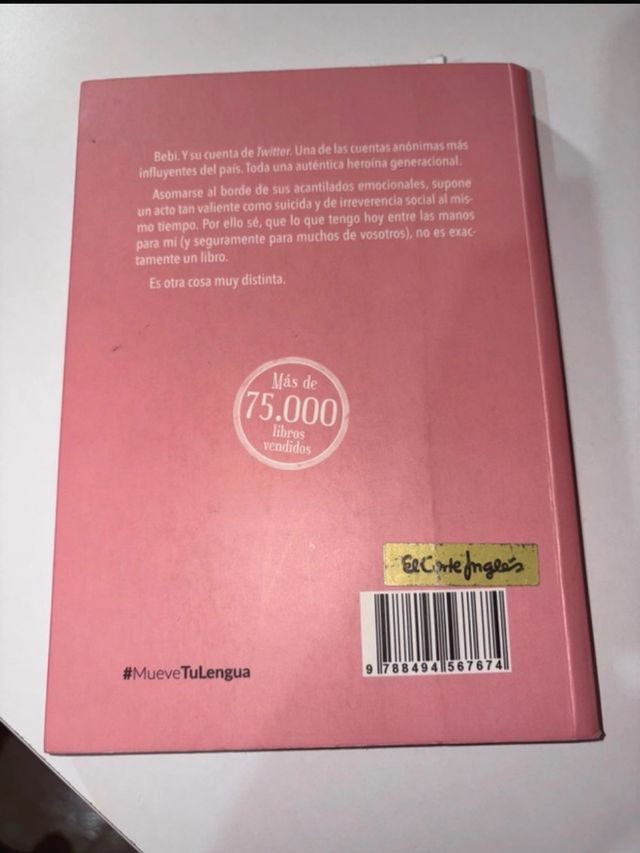 Bebi. Y su cuenta de Twitter. Una de las cuentas anónimas más
influyentes del país. Toda una auténtica heroína generacional.
Asomarse al borde de sus acantilados emocionales, supone
un acto tan valiente como suicida y de irreverencia social al mis-
mo tiempo. Por ello sé, que lo que tengo hoy entre las manos
para mí (y seguramente para muchos de vosotros), no es exac-
tamente un libro.
Es otra cosa muy distinta.
Más de
75.000
libros
vendidos
El Corte Inglés
#MueveTuLengua
9 788494 567674